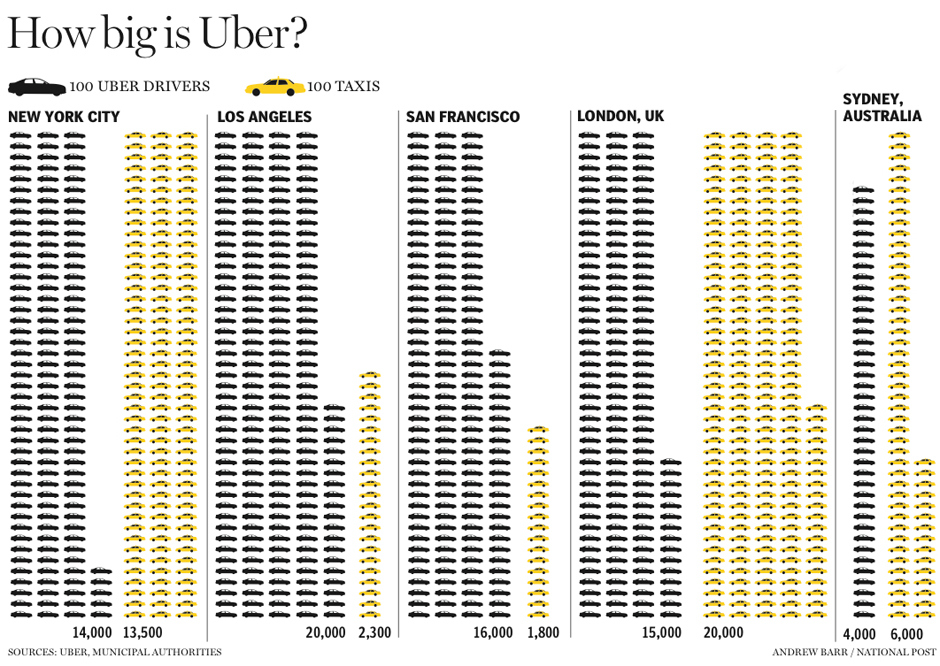 How big is Uber?
100 UBER DRIVERS 100 TAXIS
NEW YORK CITY
LOS ANGELES
SAN FRANCISCO
LONDON, UK
SYDNEY,
AUSTRALIA
14,000 13,500
20,000 2,300
16,000 1,800
15,000 20,000
4,000 6,000
SOURCES: UBER, MUNICIPAL AUTHORITIES
ANDREW BARR / NATIONAL POST